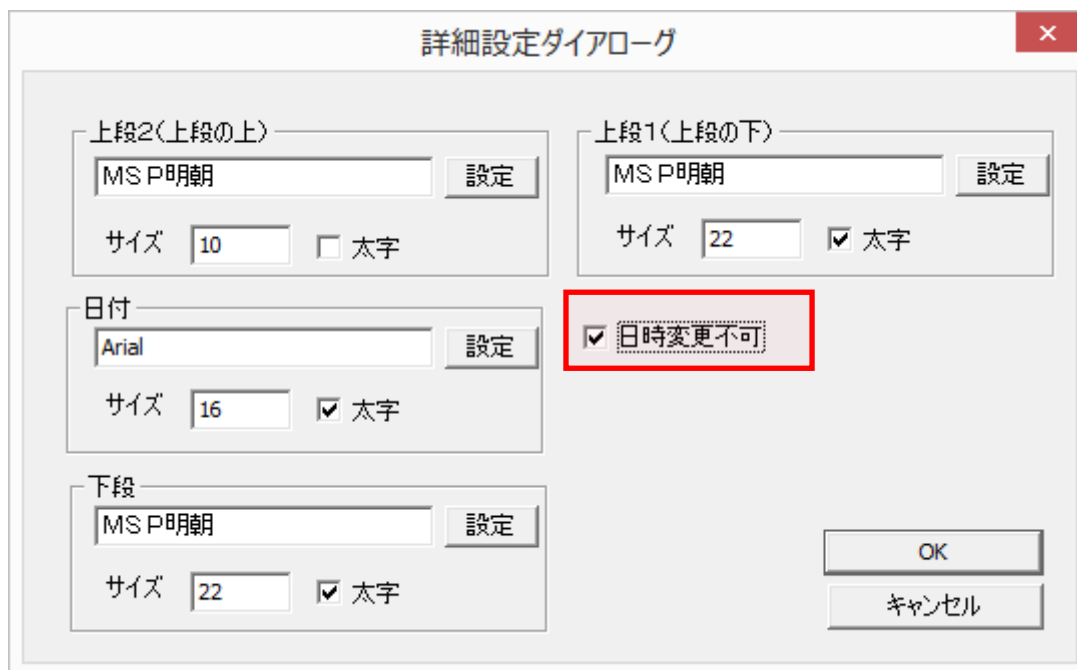 詳細設定ダイアローグ
上段2(上段の上)
ＭＳ Ｐ明朝
設定
サイズ 10 太字
上段1(上段の下)
ＭＳ Ｐ明朝
設定
サイズ 22 太字
日付
Arial
設定
サイズ 16 太字
日時変更不可
下段
ＭＳ Ｐ明朝
設定
サイズ 22 太字
OK
キャンセル